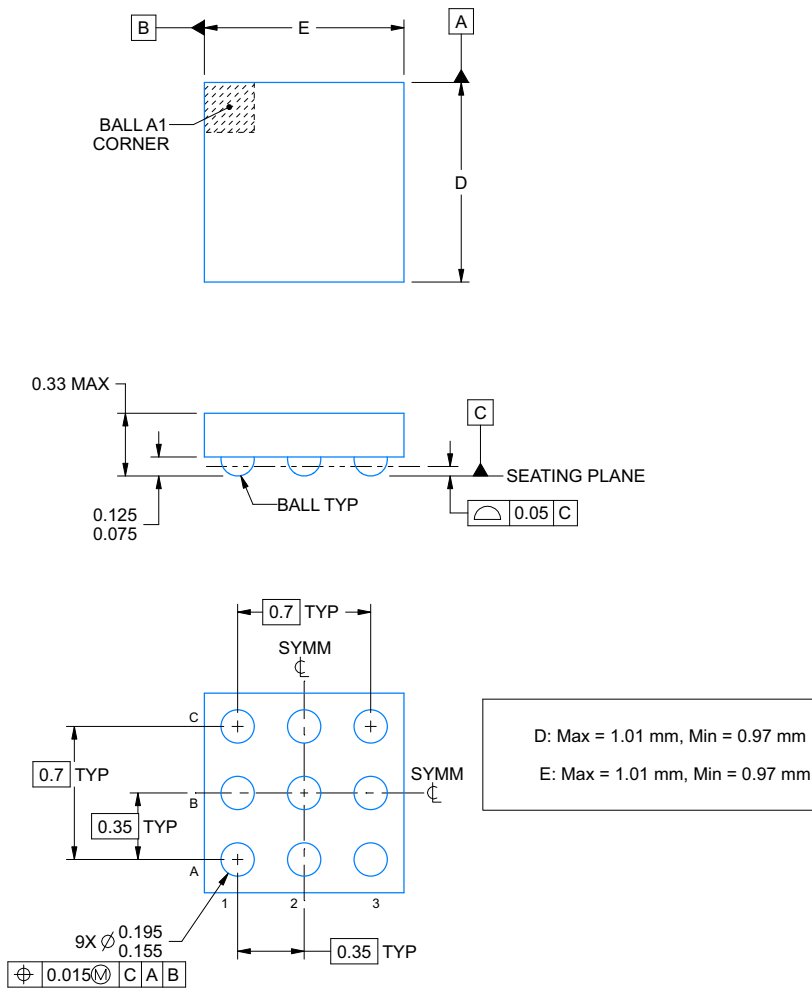 B
E
A
BALL A1
CORNER
D
0.33 MAX
C
SEATING PLANE
BALL TYP
0.125
0.075
0.05 C
0.7 TYP
SYMM
C
0.7 TYP
SYMM
B
0.35 TYP
A
1 2 3
9X ⌀ 0.195
0.155
0.35 TYP
⌖ 0.015Ⓜ C A B
D: Max = 1.01 mm, Min = 0.97 mm
E: Max = 1.01 mm, Min = 0.97 mm